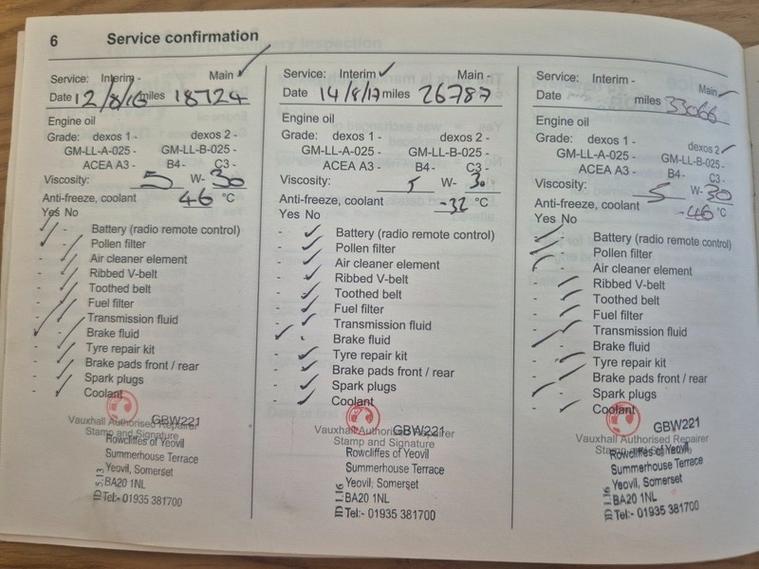 6 Service confirmation
Service: Interim - Main ✓
Date 12/8/16 miles 18724
Engine oil
Grade: dexos 1 - dexos 2 -
GM-LL-A-025 - GM-LL-B-025 -
ACEA A3 - B4- C3 -
Viscosity: 5 W- 30
Anti-freeze, coolant 46 °C
Yes No
Battery (radio remote control)
Pollen filter
Air cleaner element
Ribbed V-belt
Toothed belt
Fuel filter
Transmission fluid
Brake fluid
Tyre repair kit
Brake pads front / rear
Spark plugs
Coolant
GBW221
Vauxhall Authorised Repairer
Stamp and Signature
Rowcliffes of Yeovil
Summerhouse Terrace
Yeovil, Somerset
BA20 1NL
Tel:- 01935 381700
Service: Interim ✓ Main -
Date 14/8/17 miles 26787
Engine oil
Grade: dexos 1 - dexos 2 -
GM-LL-A-025 - GM-LL-B-025 -
ACEA A3 - B4- C3 -
Viscosity: 5 W- 30
Anti-freeze, coolant -32 °C
Yes No
Battery (radio remote control)
Pollen filter
Air cleaner element
Ribbed V-belt
Toothed belt
Fuel filter
Transmission fluid
Brake fluid
Tyre repair kit
Brake pads front / rear
Spark plugs
Coolant
GBW221
Vauxhall Authorised Repairer
Stamp and Signature
Rowcliffes of Yeovil
Summerhouse Terrace
Yeovil, Somerset
BA20 1NL
Tel:- 01935 381700
Service: Interim - Main ✓
Date miles 33066
Engine oil
Grade: dexos 1 - dexos 2 ✓
GM-LL-A-025 - GM-LL-B-025 -
ACEA A3 - B4- C3 -
Viscosity: 5 W- 30
Anti-freeze, coolant -46 °C
Yes No
Battery (radio remote control)
Pollen filter
Air cleaner element
Ribbed V-belt
Toothed belt
Fuel filter
Transmission fluid
Brake fluid
Tyre repair kit
Brake pads front / rear
Spark plugs
Coolant
GBW221
Vauxhall Authorised Repairer
Rowcliffes of Yeovil
Summerhouse Terrace
Yeovil, Somerset
BA20 1NL
Tel:- 01935 381700